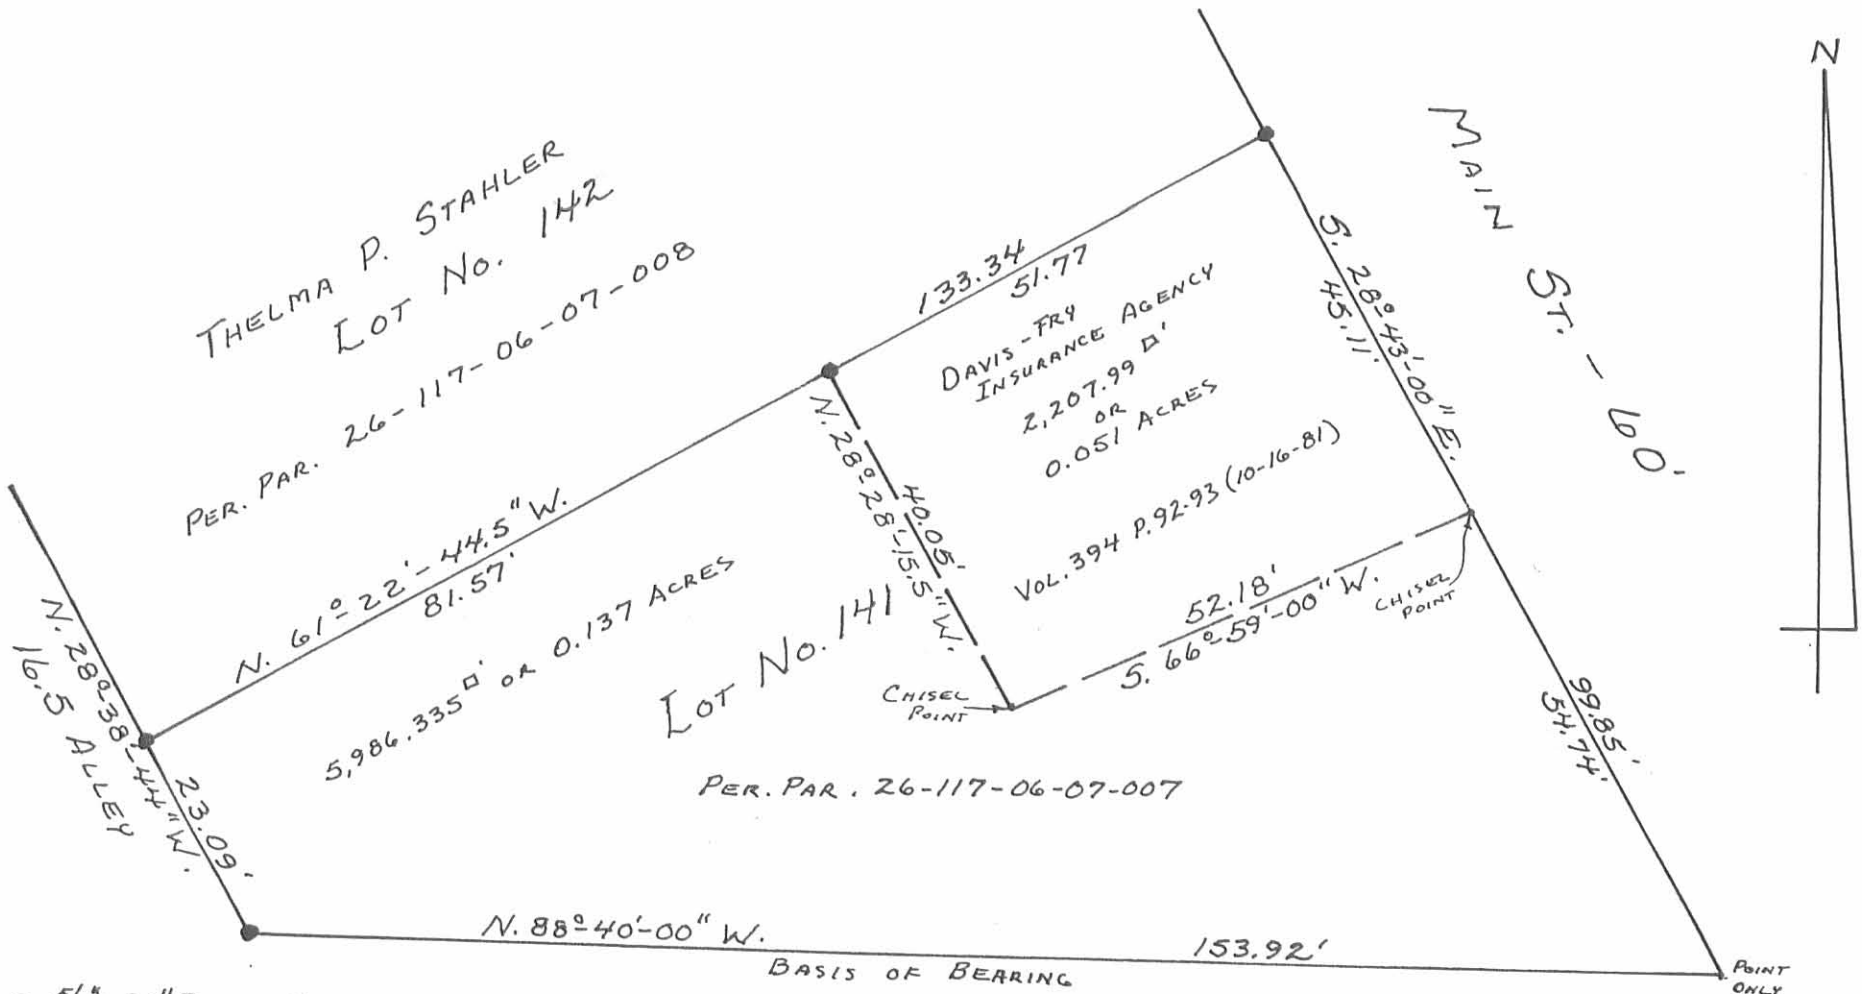 N
THELMA P. STAHLER
LOT No. 142
PER. PAR. 26-117-06-07-008
MAIN ST. - 60'
133.34
51.77
S. 28°-43'-00" E.
45.11'
DAVIS-FRY
INSURANCE AGENCY
2,207.99 □'
OR
0.051 ACRES
VOL. 394 P. 92-93 (10-16-81)
N. 28°-28'-15.5" W.
40.05'
N. 61°-22'-44.5" W.
81.57'
52.18'
S. 66°-59'-00" W.
CHISEL
POINT
5,986.335 □' OR 0.137 ACRES
LOT No. 141
CHISEL
POINT
N. 28°-38'-44" W.
16.5 ALLEY
23.09'
99.85'
54.74'
PER. PAR. 26-117-06-07-007
N. 88°-40'-00" W.
153.92'
BASIS OF BEARING
POINT
ONLY